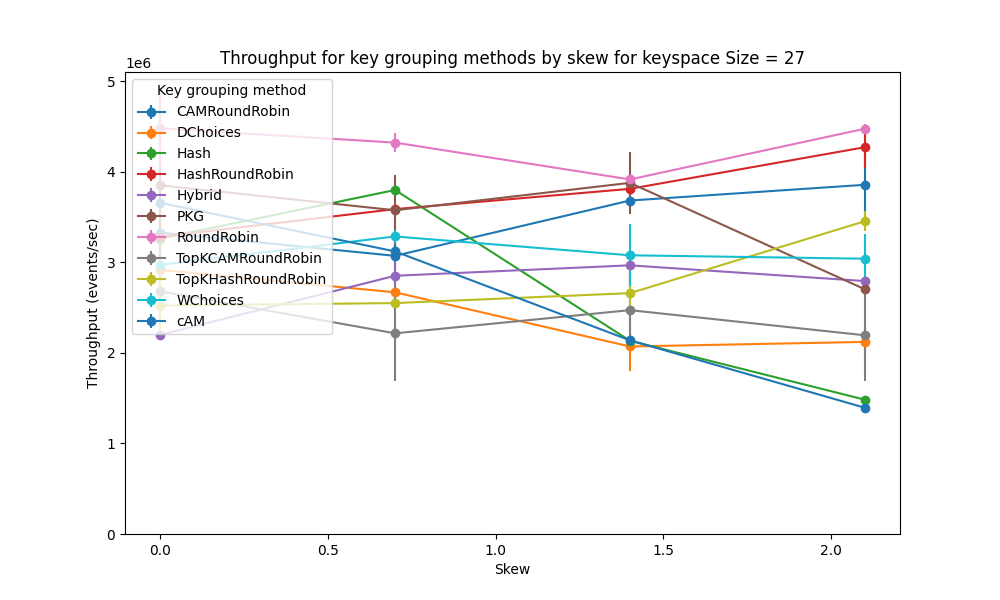 Throughput for key grouping methods by skew for keyspace Size = 27
1e6
5
4
3
2
1
0
Throughput (events/sec)
Key grouping method
CAMRoundRobin
DChoices
Hash
HashRoundRobin
Hybrid
PKG
RoundRobin
TopKCAMRoundRobin
TopKHashRoundRobin
WChoices
cAM
0.0 0.5 1.0 1.5 2.0
Skew